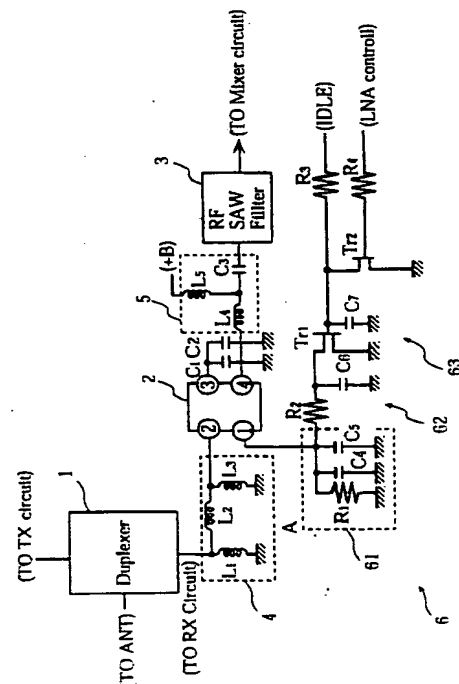 (TO TX circuit)
1
Duplexer
(TO ANT)
(TO RX Circuit)
L1
L2
L3
4
2
2
1
3
4
C1
C2
5
(+B)
L5
L4
C3
3
RF
SAW
Fillter
(TO Mixer circuit)
A
R1
C4
C5
61
R2
C6
62
Tr1
C7
63
R3
(IDLE)
R4
(LNA controll)
Tr2
6